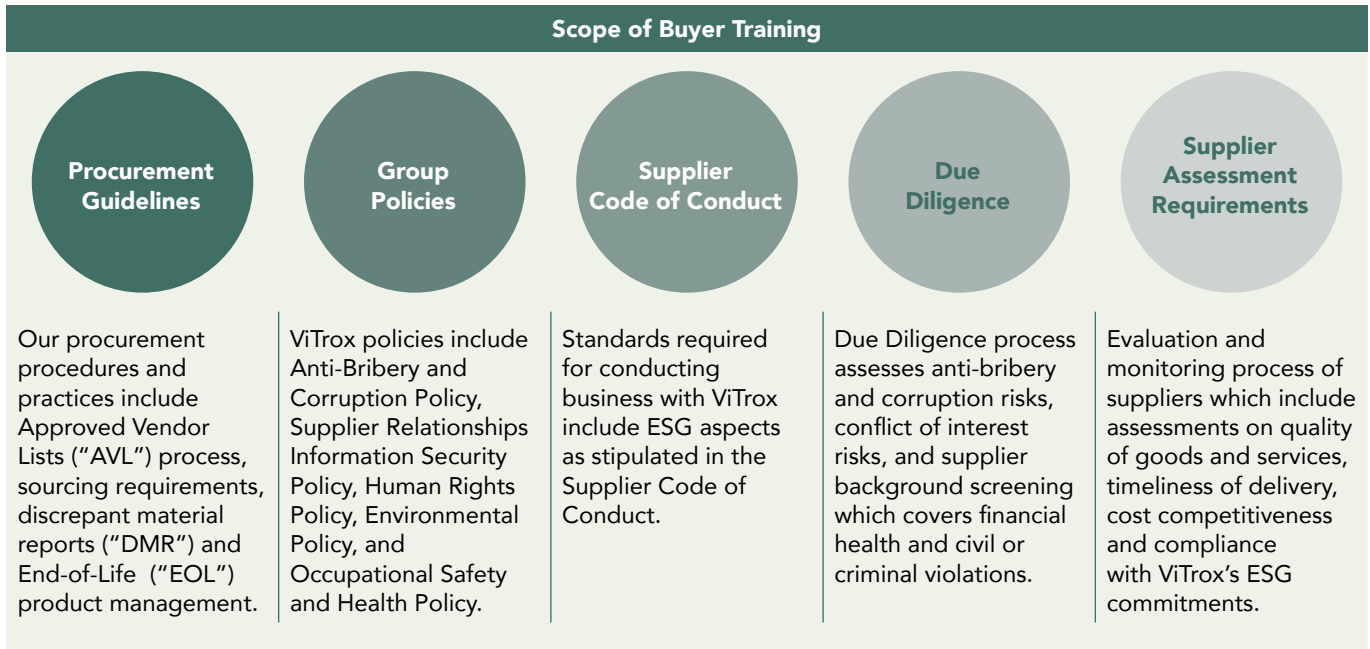 Scope of Buyer Training
Procurement
Guidelines
Group
Policies
Supplier
Code of Conduct
Due
Diligence
Supplier
Assessment
Requirements
Our procurement
procedures and
practices include
Approved Vendor
Lists (“AVL”) process,
sourcing requirements,
discrepant material
reports (“DMR”) and
End-of-Life (“EOL”)
product management.
ViTrox policies include
Anti-Bribery and
Corruption Policy,
Supplier Relationships
Information Security
Policy, Human Rights
Policy, Environmental
Policy, and
Occupational Safety
and Health Policy.
Standards required
for conducting
business with ViTrox
include ESG aspects
as stipulated in the
Supplier Code of
Conduct.
Due Diligence process
assesses anti-bribery
and corruption risks,
conflict of interest
risks, and supplier
background screening
which covers financial
health and civil or
criminal violations.
Evaluation and
monitoring process of
suppliers which include
assessments on quality
of goods and services,
timeliness of delivery,
cost competitiveness
and compliance
with ViTrox’s ESG
commitments.